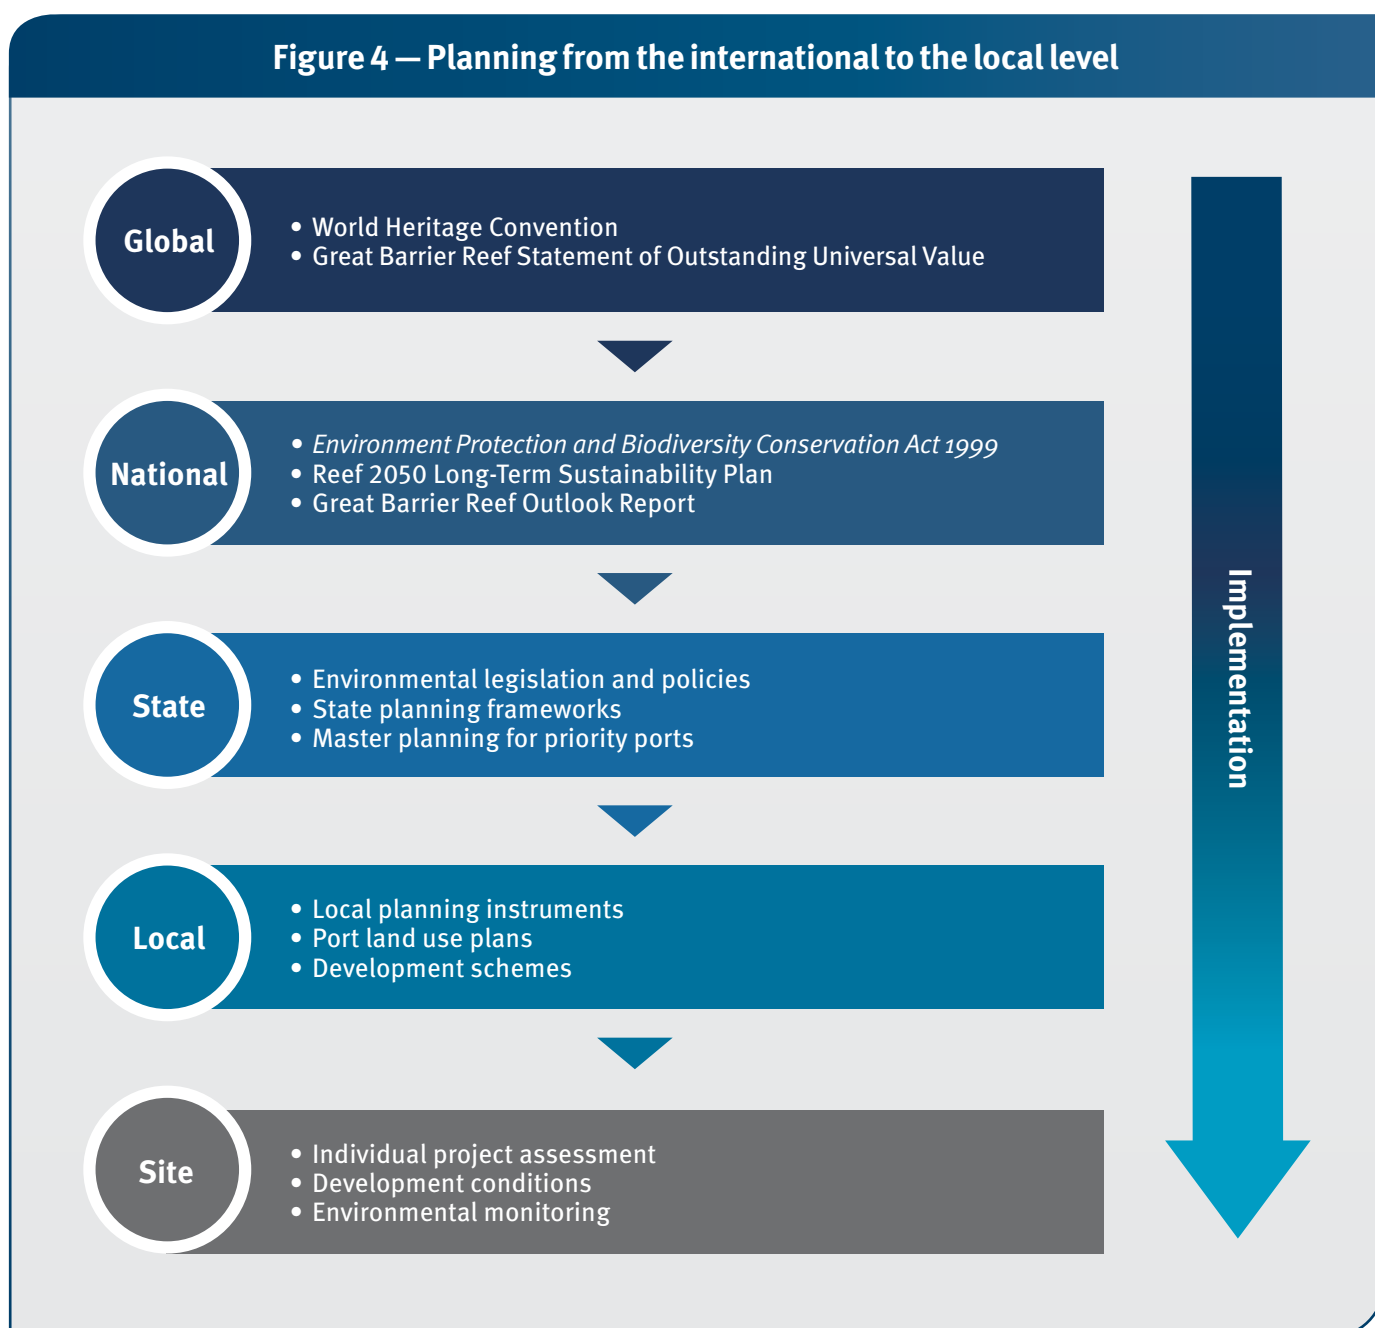 Figure 4 — Planning from the international to the local level
Global
• World Heritage Convention
• Great Barrier Reef Statement of Outstanding Universal Value
National
• Environment Protection and Biodiversity Conservation Act 1999
• Reef 2050 Long-Term Sustainability Plan
• Great Barrier Reef Outlook Report
State
• Environmental legislation and policies
• State planning frameworks
• Master planning for priority ports
Local
• Local planning instruments
• Port land use plans
• Development schemes
Site
• Individual project assessment
• Development conditions
• Environmental monitoring
Implementation